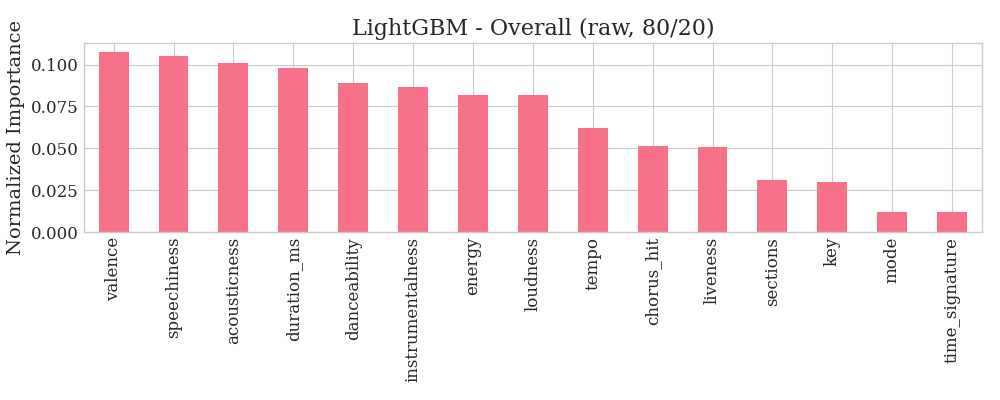 LightGBM - Overall (raw, 80/20)
Normalized Importance
0.100
0.075
0.050
0.025
0.000
valence
speechiness
acousticness
duration_ms
danceability
instrumentalness
energy
loudness
tempo
chorus_hit
liveness
sections
key
mode
time_signature